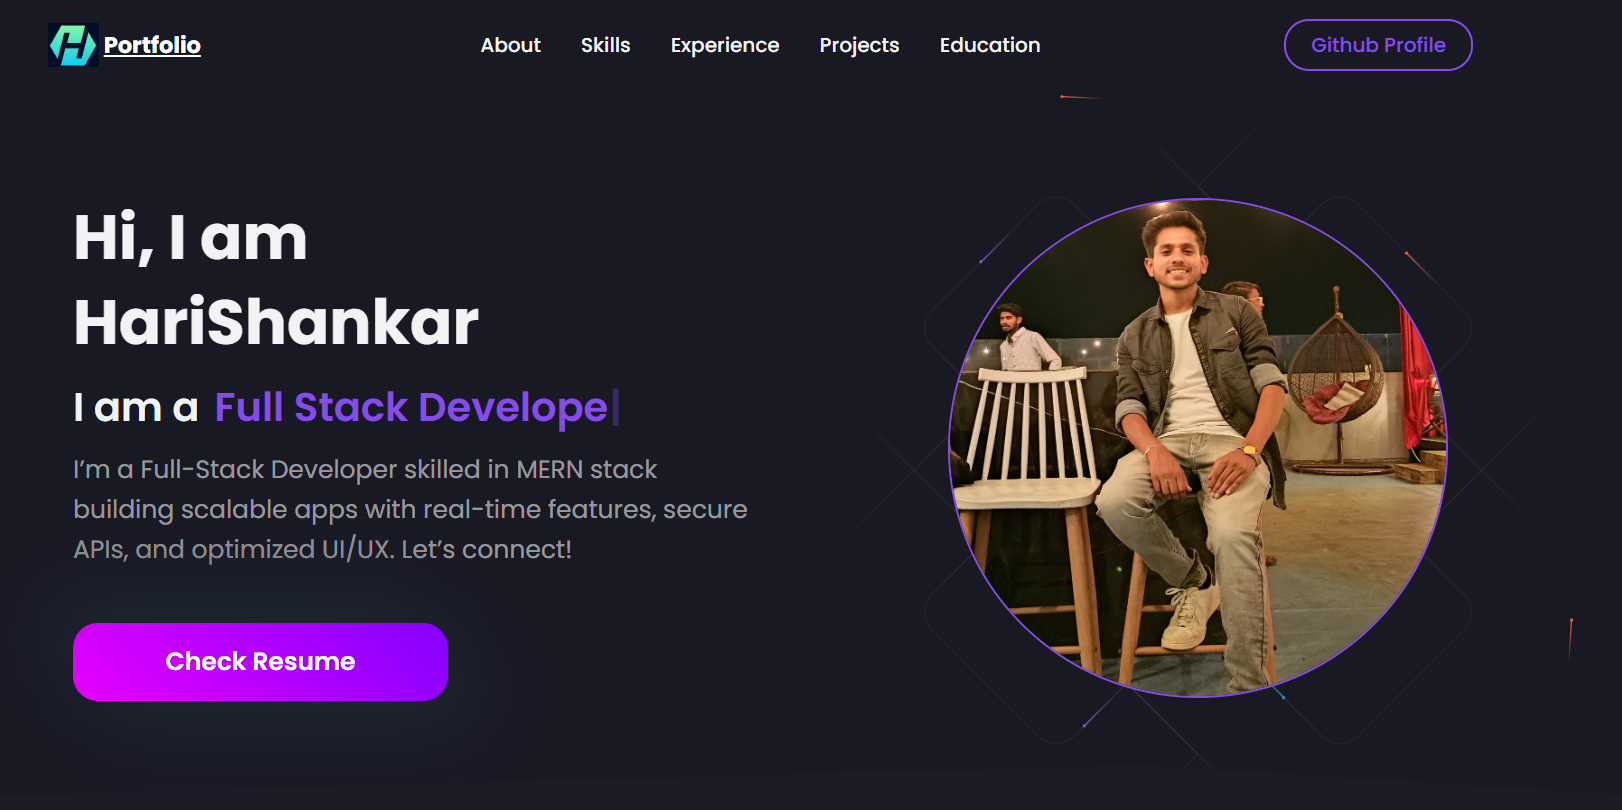 Portfolio
About
Skills
Experience
Projects
Education
Github Profile
Hi, I am
HariShankar
I am a Full Stack Develope
I’m a Full-Stack Developer skilled in MERN stack
building scalable apps with real-time features, secure
APIs, and optimized UI/UX. Let’s connect!
Check Resume